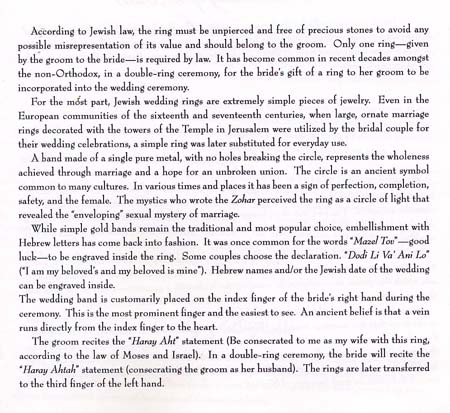 According to Jewish law, the ring must be unpierced and free of precious stones to avoid any
possible misrepresentation of its value and should belong to the groom. Only one ring—given
by the groom to the bride—is required by law. It has become common in recent decades amongst
the non-Orthodox, in a double-ring ceremony, for the bride's gift of a ring to her groom to be
incorporated into the wedding ceremony.
For the most part, Jewish wedding rings are extremely simple pieces of jewelry. Even in the
European communities of the sixteenth and seventeenth centuries, when large, ornate marriage
rings decorated with the towers of the Temple in Jerusalem were utilized by the bridal couple for
their wedding celebrations, a simple ring was later substituted for everyday use.
A band made of a single pure metal, with no holes breaking the circle, represents the wholeness
achieved through marriage and a hope for an unbroken union. The circle is an ancient symbol
common to many cultures. In various times and places it has been a sign of perfection, completion,
safety, and the female. The mystics who wrote the Zohar perceived the ring as a circle of light that
revealed the "enveloping" sexual mystery of marriage.
While simple gold bands remain the traditional and most popular choice, embellishment with
Hebrew letters has come back into fashion. It was once common for the words "Mazel Tov"—good
luck—to be engraved inside the ring. Some couples choose the declaration. "Dodi Li Va' Ani Lo"
("I am my beloved's and my beloved is mine"). Hebrew names and/or the Jewish date of the wedding
can be engraved inside.
The wedding band is customarily placed on the index finger of the bride's right hand during the
ceremony. This is the most prominent finger and the easiest to see. An ancient belief is that a vein
runs directly from the index finger to the heart.
The groom recites the "Haray Aht" statement (Be consecrated to me as my wife with this ring,
according to the law of Moses and Israel). In a double-ring ceremony, the bride will recite the
"Haray Ahtah" statement (consecrating the groom as her husband). The rings are later transferred
to the third finger of the left hand.